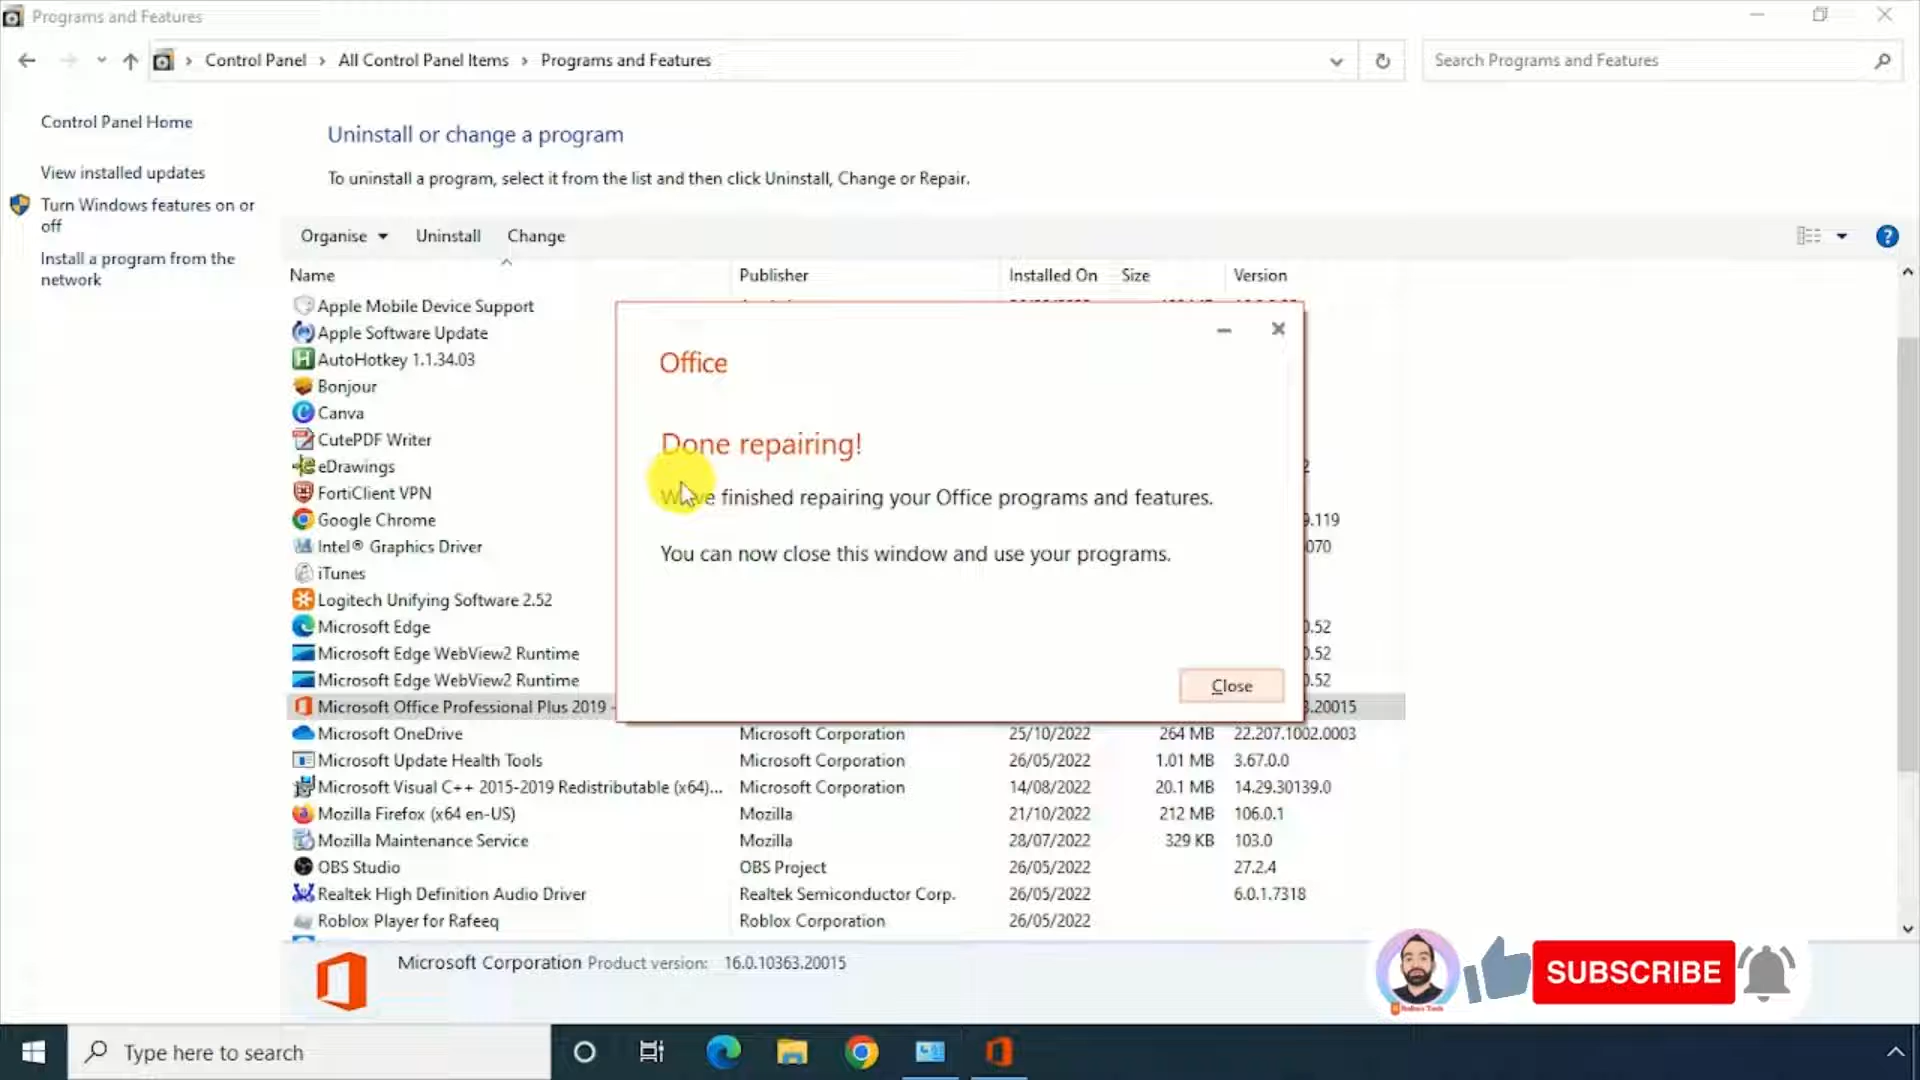 Programs and Features
Control Panel > All Control Panel Items > Programs and Features
Search Programs and Features
Control Panel Home
View installed updates
Turn Windows features on or
off
Install a program from the
network
Uninstall or change a program
To uninstall a program, select it from the list and then click Uninstall, Change or Repair.
Organise Uninstall Change
Name Publisher Installed On Size Version
Apple Mobile Device Support
Apple Software Update
AutoHotkey 1.1.34.03
Bonjour
Canva
CutePDF Writer
eDrawings
FortiClient VPN
Google Chrome 9.119
Intel® Graphics Driver 070
iTunes
Logitech Unifying Software 2.52
Microsoft Edge 0.52
Microsoft Edge WebView2 Runtime 0.52
Microsoft Edge WebView2 Runtime 0.52
Microsoft Office Professional Plus 2019 - 3.20015
Office
Done repairing!
finished repairing your Office programs and features.
You can now close this window and use your programs.
Close
Microsoft OneDrive Microsoft Corporation 25/10/2022 264 MB 22.207.1002.0003
Microsoft Update Health Tools Microsoft Corporation 26/05/2022 1.01 MB 3.67.0.0
Microsoft Visual C++ 2015-2019 Redistributable (x64)... Microsoft Corporation 14/08/2022 20.1 MB 14.29.30139.0
Mozilla Firefox (x64 en-US) Mozilla 21/10/2022 212 MB 106.0.1
Mozilla Maintenance Service Mozilla 28/07/2022 329 KB 103.0
OBS Studio OBS Project 26/05/2022 27.2.4
Realtek High Definition Audio Driver Realtek Semiconductor Corp. 26/05/2022 6.0.1.7318
Roblox Player for Rafeeq Roblox Corporation 26/05/2022
Microsoft Corporation Product version: 16.0.10363.20015
SUBSCRIBE
Type here to search